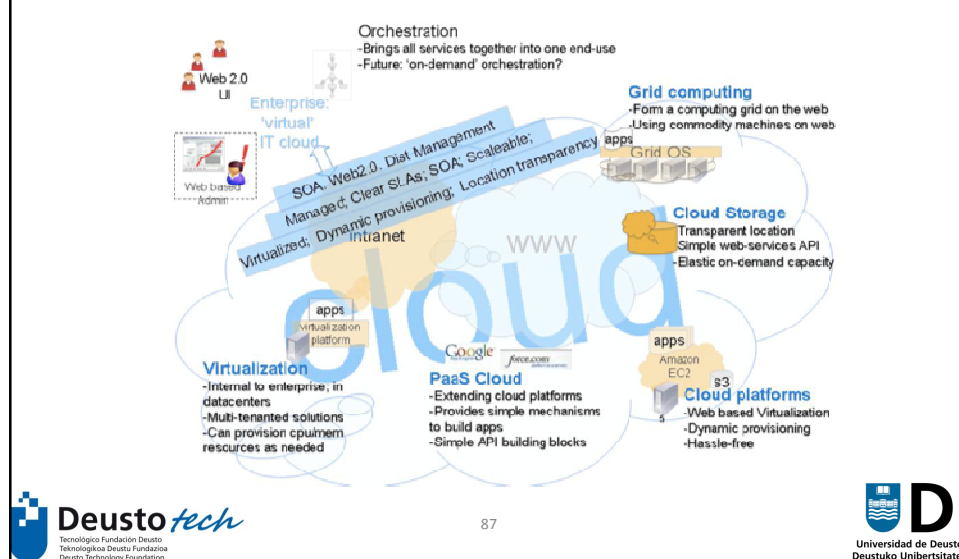 Orchestration
-Brings all services together into one end-use
-Future: 'on-demand' orchestration?
Web 2.0
UI
Enterprise:
'virtual'
IT cloud
Web based
Admin
SOA. Web2.0. Dist Management
Managed; Clear SLAs; SOA; Scaleable;
Virtualized; Dynamic provisioning; Location transparency
Grid computing
-Form a computing grid on the web
-Using commodity machines on web
apps
Grid OS
Cloud Storage
Transparent location
Simple web-services API
-Elastic on-demand capacity
intranet
WWW
cloud
apps
virtualization
platform
Virtualization
-Internal to enterprise, in
datacenters
-Multi-tenanted solutions
-Can provision cpu/mem
resources as needed
Google
force.com
PaaS Cloud
-Extending cloud platforms
-Provides simple mechanisms
to build apps
-Simple API building blocks
apps
Amazon
EC2
S3
5
Cloud platforms
-Web based Virtualization
-Dynamic provisioning
-Hassle-free
Deusto tech
Tecnológico Fundación Deusto
Teknologikoa Deustu Fundazioa
Deusto Technology Foundation
87
D
Universidad de Deusto
Deustuko Unibertsitatea